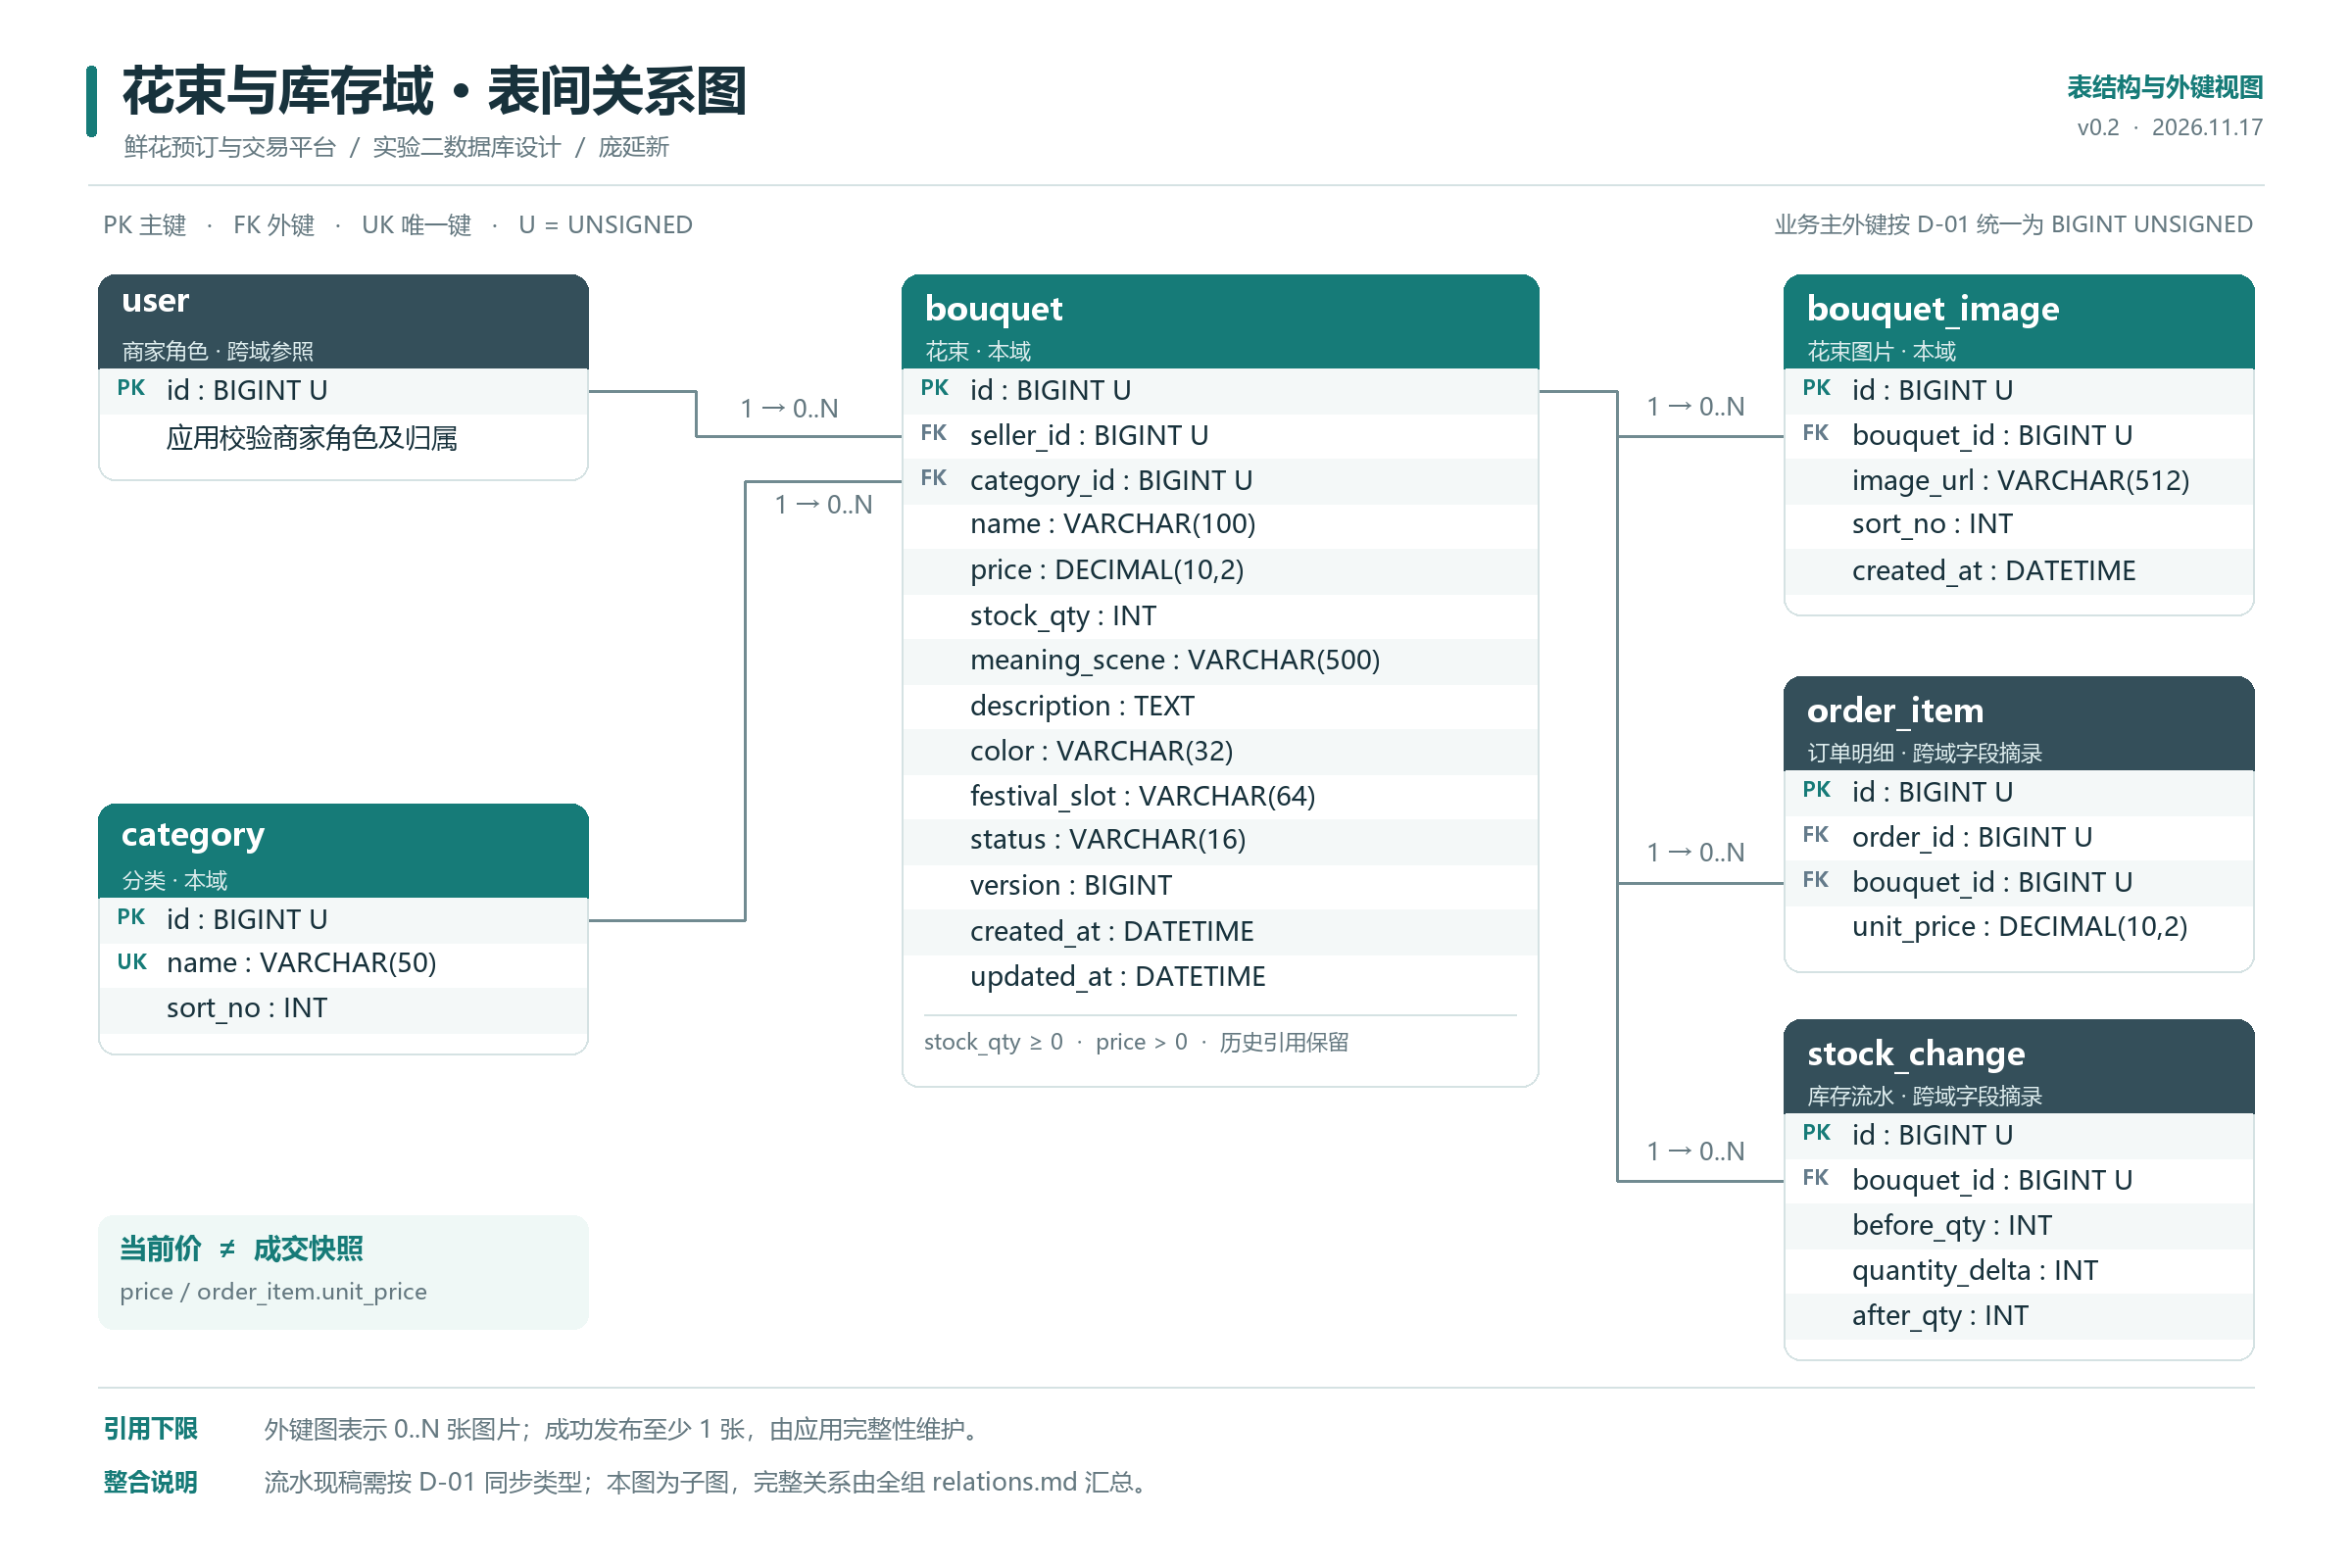 花束与库存域 · 表间关系图
鲜花预订与交易平台 / 实验二数据库设计 / 庞延新
表结构与外键视图
v0.2 · 2026.11.17
PK 主键 · FK 外键 · UK 唯一键 · U = UNSIGNED
业务主外键按 D-01 统一为 BIGINT UNSIGNED
user
商家角色 · 跨域参照
PK id : BIGINT U
应用校验商家角色及归属
1 → 0..N
1 → 0..N
category
分类 · 本域
PK id : BIGINT U
UK name : VARCHAR(50)
sort_no : INT
当前价 ≠ 成交快照
price / order_item.unit_price
bouquet
花束 · 本域
PK id : BIGINT U
FK seller_id : BIGINT U
FK category_id : BIGINT U
name : VARCHAR(100)
price : DECIMAL(10,2)
stock_qty : INT
meaning_scene : VARCHAR(500)
description : TEXT
color : VARCHAR(32)
festival_slot : VARCHAR(64)
status : VARCHAR(16)
version : BIGINT
created_at : DATETIME
updated_at : DATETIME
stock_qty ≥ 0 · price > 0 · 历史引用保留
1 → 0..N
1 → 0..N
1 → 0..N
bouquet_image
花束图片 · 本域
PK id : BIGINT U
FK bouquet_id : BIGINT U
image_url : VARCHAR(512)
sort_no : INT
created_at : DATETIME
order_item
订单明细 · 跨域字段摘录
PK id : BIGINT U
FK order_id : BIGINT U
FK bouquet_id : BIGINT U
unit_price : DECIMAL(10,2)
stock_change
库存流水 · 跨域字段摘录
PK id : BIGINT U
FK bouquet_id : BIGINT U
before_qty : INT
quantity_delta : INT
after_qty : INT
引用下限 外键图表示 0..N 张图片；成功发布至少 1 张，由应用完整性维护。
整合说明 流水现稿需按 D-01 同步类型；本图为子图，完整关系由全组 relations.md 汇总。